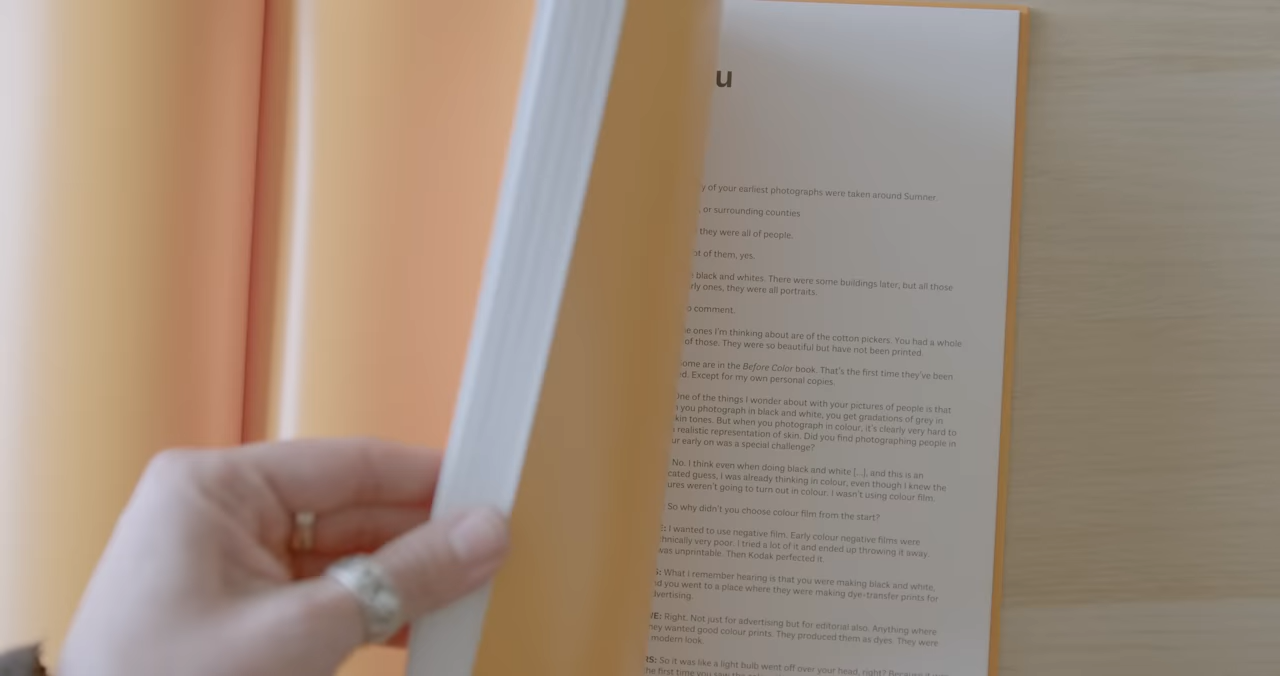 u
y of your earliest photographs were taken around Sumner.
, or surrounding counties
they were all of people.
ot of them, yes.
black and whites. There were some buildings later, but all those
rly ones, they were all portraits.
o comment.
e ones I'm thinking about are of the cotton pickers. You had a whole
of those. They were so beautiful but have not been printed.
ome are in the Before Color book. That's the first time they've been
d. Except for my own personal copies.
One of the things I wonder about with your pictures of people is that
you photograph in black and white, you get gradations of grey in
kin tones. But when you photograph in colour, it's clearly very hard to
realistic representation of skin. Did you find photographing people in
ur early on was a special challenge?
No. I think even when doing black and white [...], and this is an
cated guess, I was already thinking in colour, even though I knew the
ures weren't going to turn out in colour. I wasn't using colour film.
So why didn't you choose colour film from the start?
: I wanted to use negative film. Early colour negative films were
hnically very poor. I tried a lot of it and ended up throwing it away.
was unprintable. Then Kodak perfected it.
S: What I remember hearing is that you were making black and white,
d you went to a place where they were making dye-transfer prints for
dvertising.
NE: Right. Not just for advertising but for editorial also. Anything where
hey wanted good colour prints. They produced them as dyes. They were
modern look.
RS: So it was like a light bulb went off over your head, right? Because it
he first time you saw the